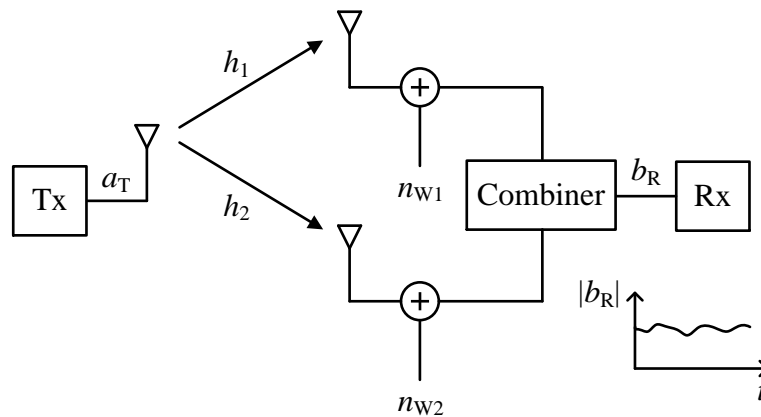 h1
Tx
aT
h2
+
nW1
Combiner
bR
Rx
+
nW2
|bR|
t